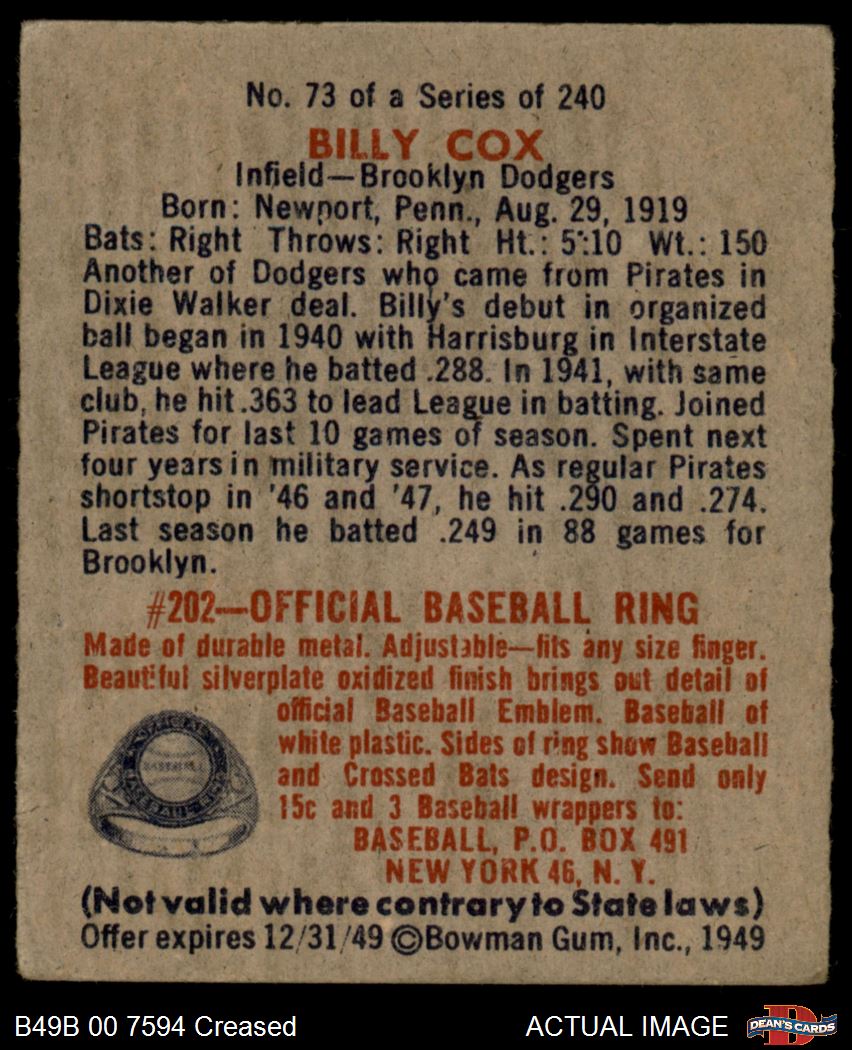 No. 73 of a Series of 240
BILLY COX
Infield—Brooklyn Dodgers
Born: Newport, Penn., Aug. 29, 1919
Bats: Right Throws: Right Ht.: 5':10 Wt.: 150
Another of Dodgers who came from Pirates in
Dixie Walker deal. Billy's debut in organized
ball began in 1940 with Harrisburg in Interstate
League where he batted .288. In 1941, with same
club, he hit .363 to lead League in batting. Joined
Pirates for last 10 games of season. Spent next
four years in military service. As regular Pirates
shortstop in '46 and '47, he hit .290 and .274.
Last season he batted .249 in 88 games for
Brooklyn.
#202—OFFICIAL BASEBALL RING
Made of durable metal. Adjustable—fits any size finger.
Beautiful silverplate oxidized finish brings out detail of
official Baseball Emblem. Baseball of
white plastic. Sides of ring show Baseball
and Crossed Bats design. Send only
15c and 3 Baseball wrappers to:
BASEBALL, P.O. BOX 491
NEW YORK 46, N. Y.
(Not valid where contrary to State laws)
Offer expires 12/31/49 ©Bowman Gum, Inc., 1949
B49B 00 7594 Creased
ACTUAL IMAGE
DEAN'S CARDS